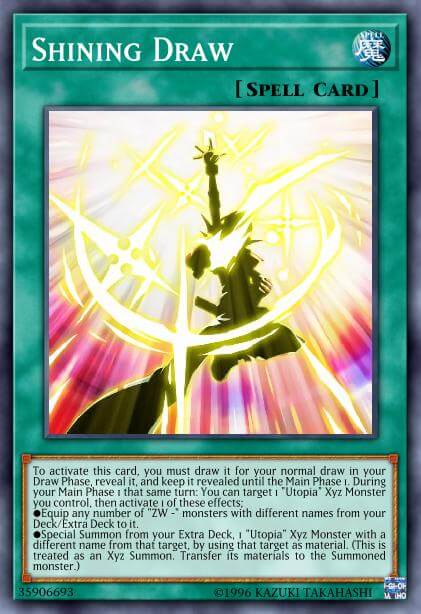 Shining Draw
SPELL
魔
[Spell Card]
To activate this card, you must draw it for your normal draw in your
Draw Phase, reveal it, and keep it revealed until the Main Phase 1. During
your Main Phase 1 that same turn: You can target 1 "Utopia" Xyz Monster
you control, then activate 1 of these effects;
●Equip any number of "ZW -" monsters with different names from your
Deck/Extra Deck to it.
●Special Summon from your Extra Deck, 1 "Utopia" Xyz Monster with a
different name from that target, by using that target as material. (This is
treated as an Xyz Summon. Transfer its materials to the Summoned
monster.)
35906693
©1996 KAZUKI TAKAHASHI